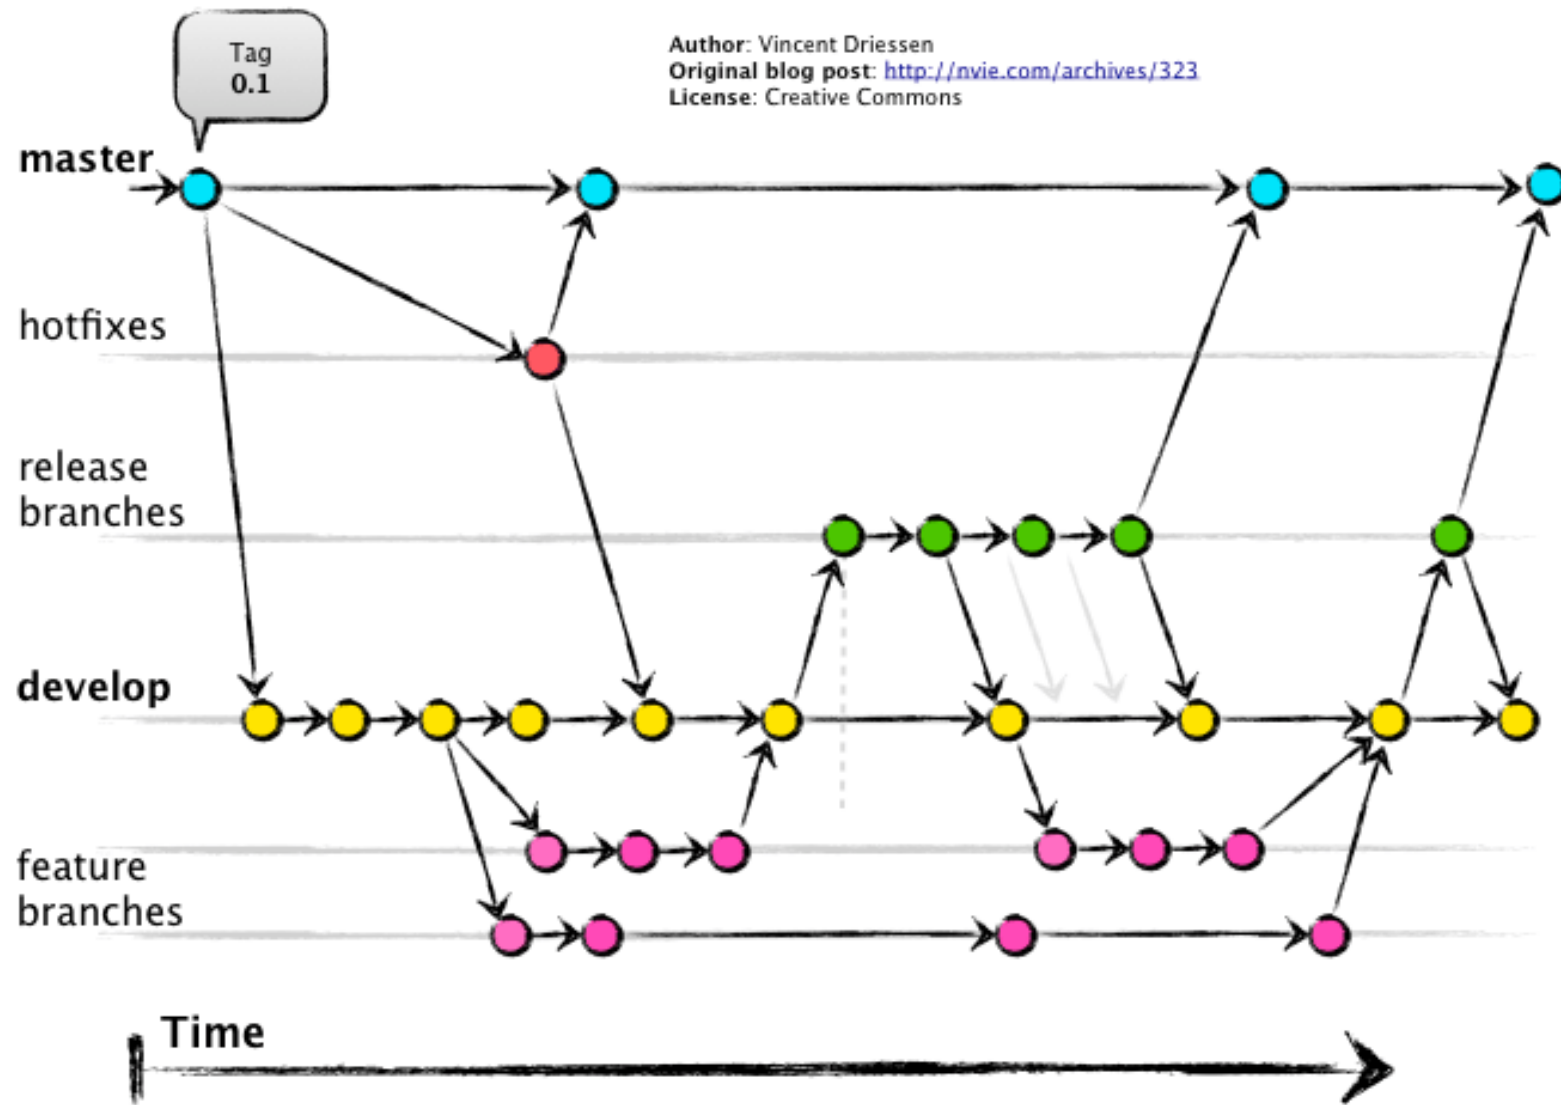 Tag
0.1
Author: Vincent Driessen
Original blog post: http://nvie.com/archives/323
License: Creative Commons
master
hotfixes
release
branches
develop
feature
branches
Time